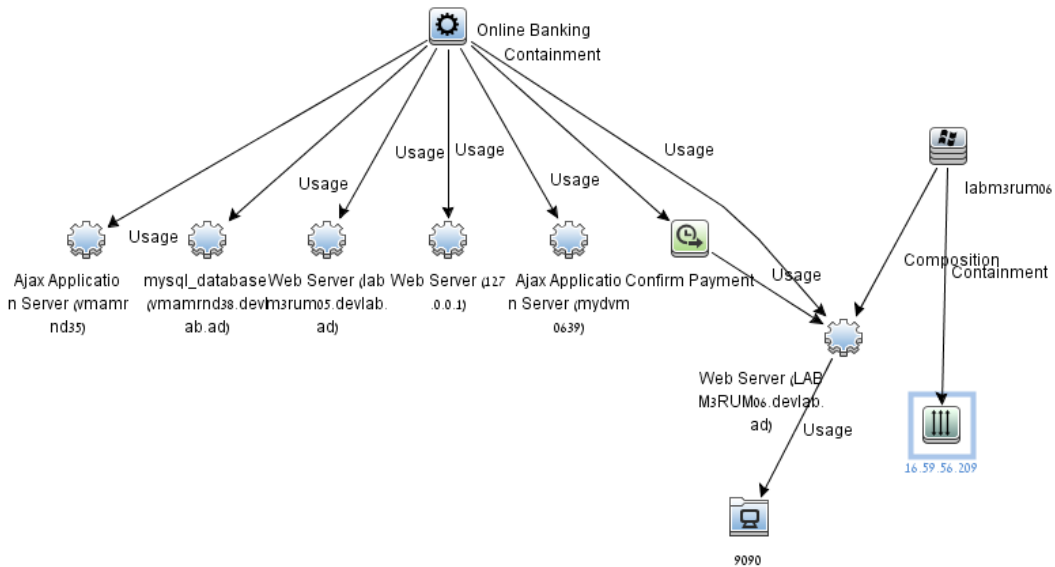 Online Banking
Containment
Usage
Usage
Usage
Usage
Usage
Usage
labm3rum06
Usage
Composition
Containment
Ajax Applicatio
n Server (vmamr
nd35)
mysql_database
(vmamrnd38.devl
ab.ad)
Web Server (lab
m3rum05.devlab.
ad)
Web Server (127
.0.0.1)
Ajax Applicatio
n Server (mydvm
0639)
Confirm Payment
Web Server (LAB
M3RUM06.devlab.
ad)
Usage
16.59.56.209
9090